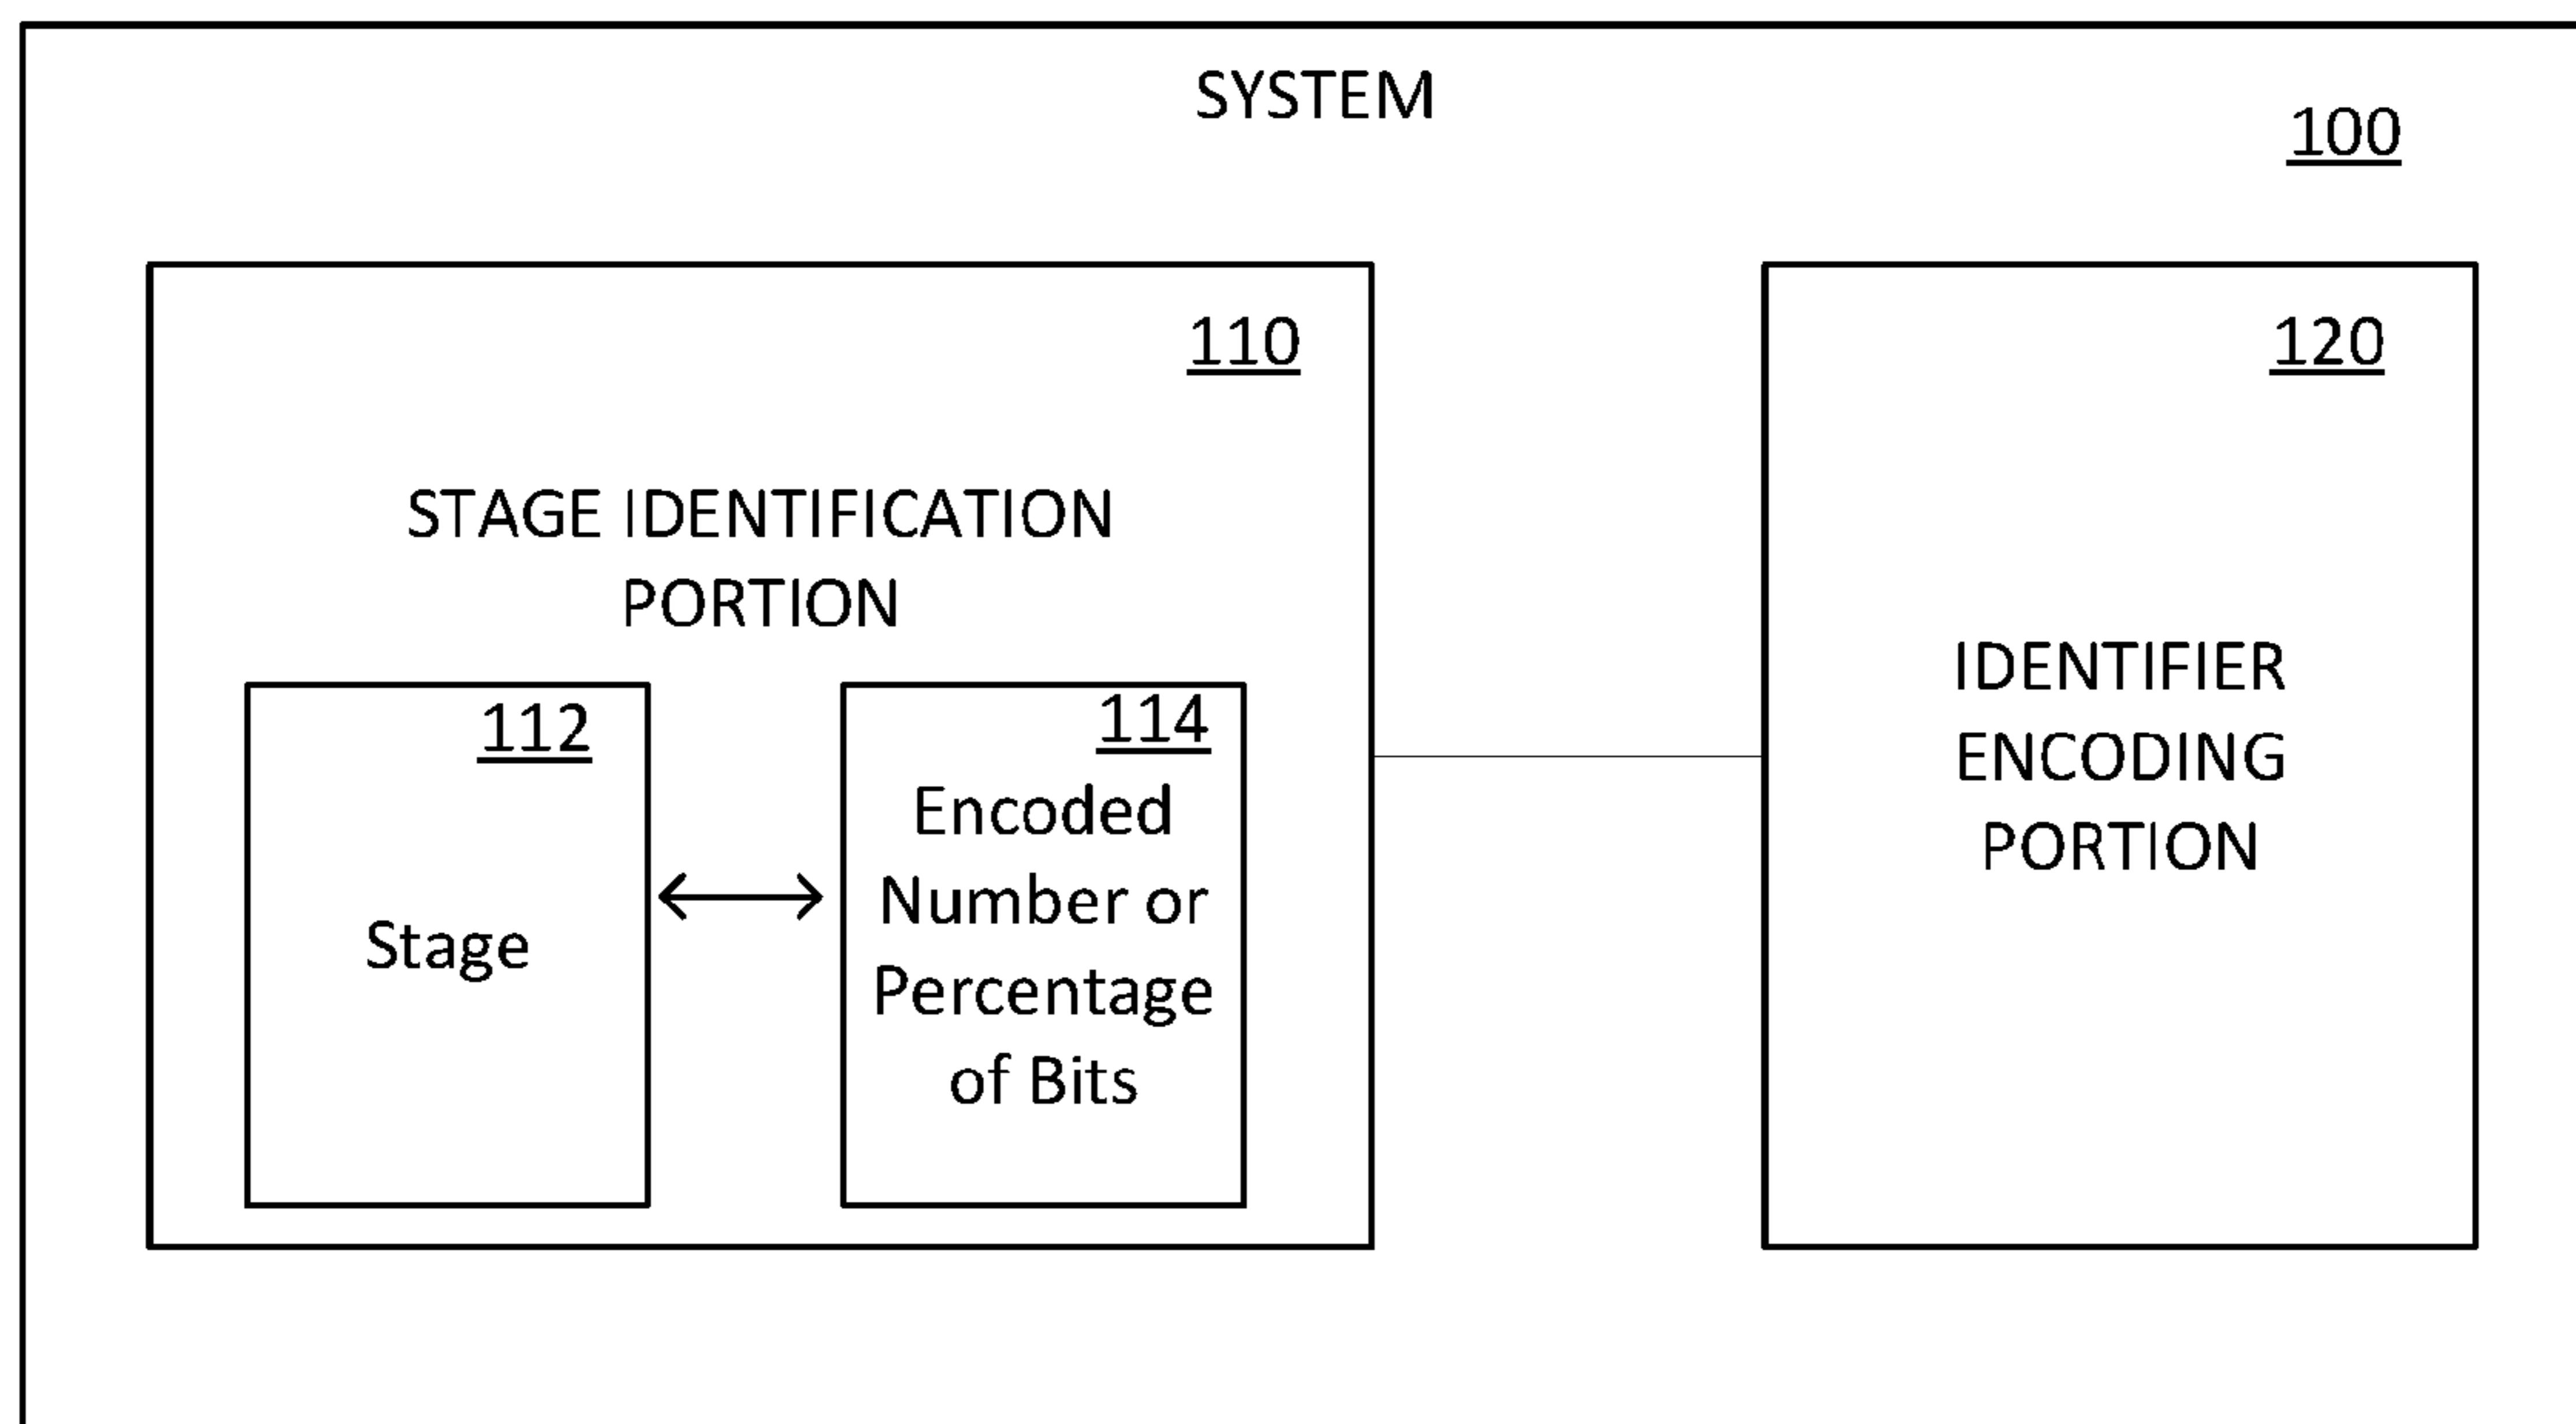 SYSTEM
100
110
STAGE IDENTIFICATION
PORTION
112
Stage
114
Encoded
Number or
Percentage
of Bits
120
IDENTIFIER
ENCODING
PORTION